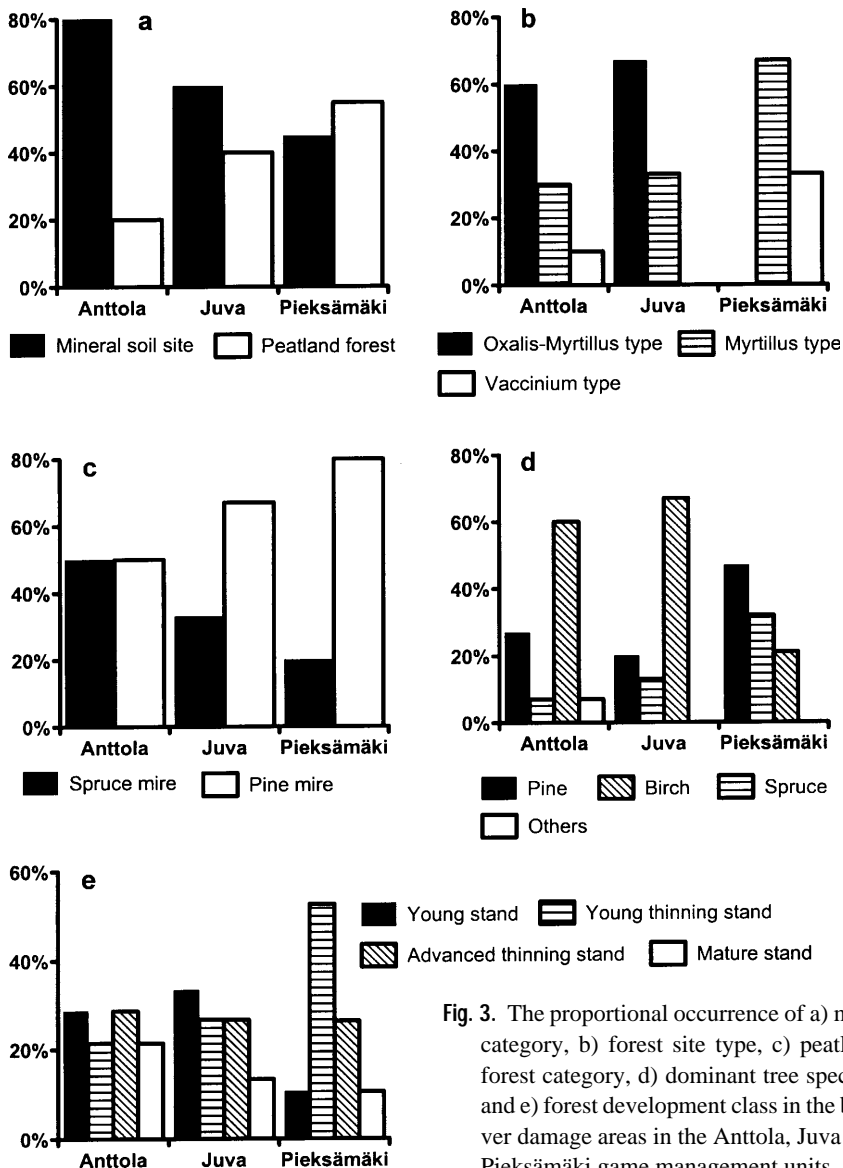 a
80%
60%
40%
20%
0%
Anttola Juva Pieksämäki
Mineral soil site Peatland forest
b
80%
60%
40%
20%
0%
Anttola Juva Pieksämäki
Oxalis-Myrtillus type Myrtillus type
Vaccinium type
c
80%
60%
40%
20%
0%
Anttola Juva Pieksämäki
Spruce mire Pine mire
d
80%
60%
40%
20%
0%
Anttola Juva Pieksämäki
Pine Birch Spruce
Others
e
60%
40%
20%
0%
Anttola Juva Pieksämäki
Young stand Young thinning stand
Advanced thinning stand Mature stand
Fig. 3. The proportional occurrence of a) m
category, b) forest site type, c) peatl
forest category, d) dominant tree spec
and e) forest development class in the b
ver damage areas in the Anttola, Juva
Pieksämäki game management units.